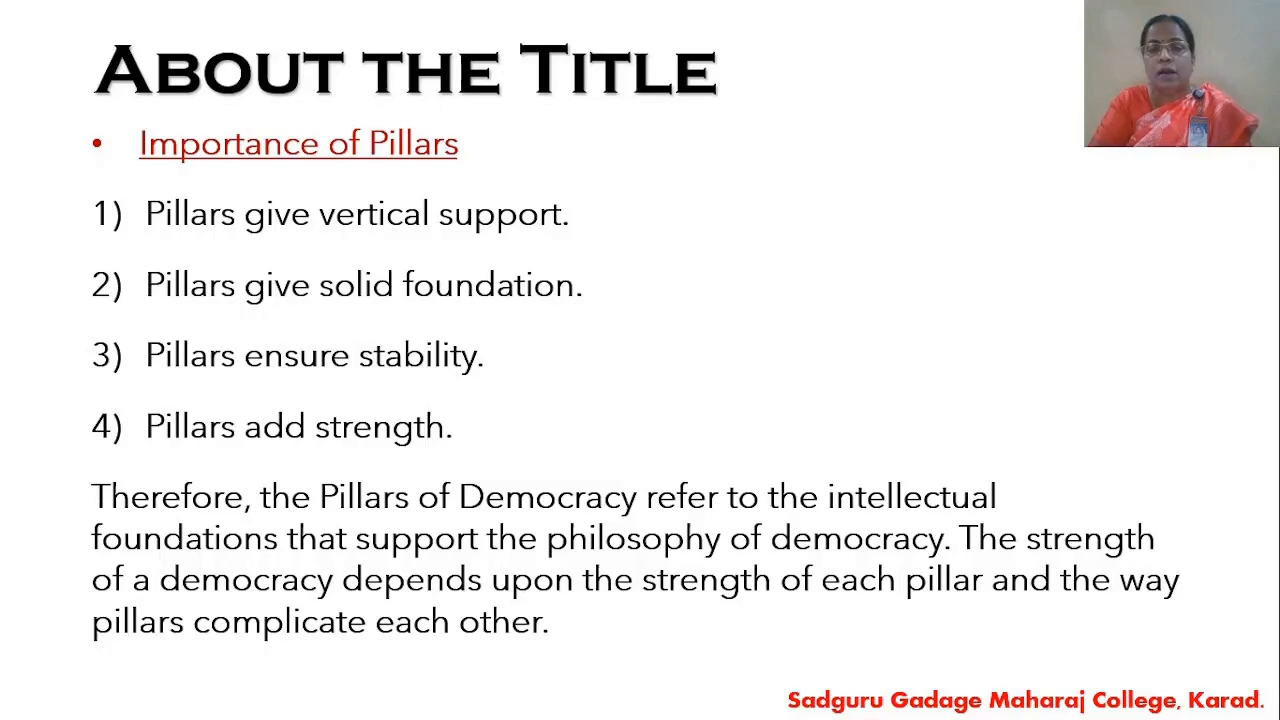 ABOUT THE TITLE
• Importance of Pillars
1) Pillars give vertical support.
2) Pillars give solid foundation.
3) Pillars ensure stability.
4) Pillars add strength.
Therefore, the Pillars of Democracy refer to the intellectual
foundations that support the philosophy of democracy. The strength
of a democracy depends upon the strength of each pillar and the way
pillars complicate each other.
Sadguru Gadage Maharaj College, Karad.